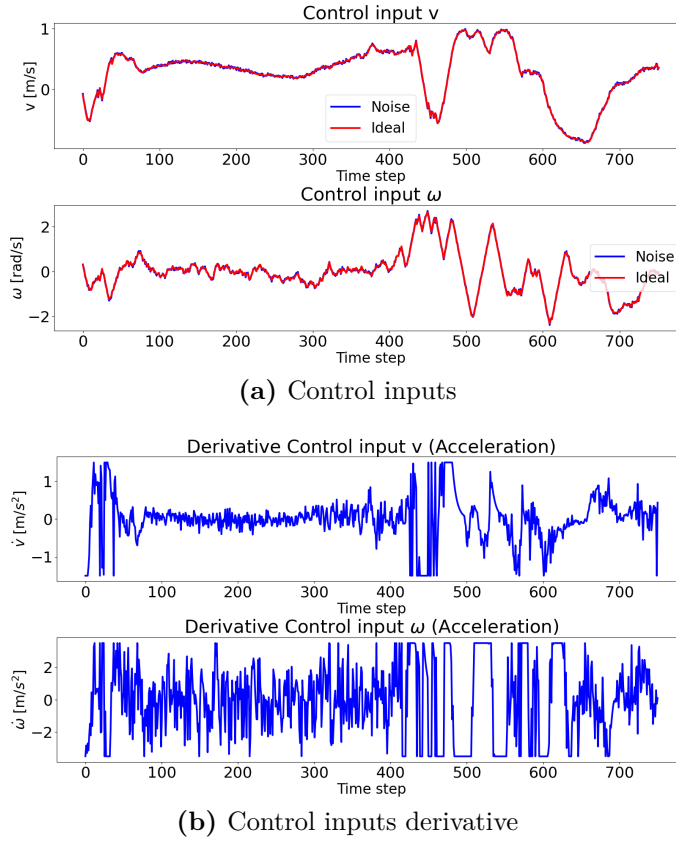 Control input v
1
0
v [m/s]
Noise
Ideal
0 100 200 300 400 500 600 700
Time step
Control input ω
2
0
−2
ω [rad/s]
Noise
Ideal
0 100 200 300 400 500 600 700
Time step
(a) Control inputs
Derivative Control input v (Acceleration)
1
0
−1
v̇ [m/s²]
0 100 200 300 400 500 600 700
Time step
Derivative Control input ω (Acceleration)
2
0
−2
ω̇ [m/s²]
0 100 200 300 400 500 600 700
Time step
(b) Control inputs derivative